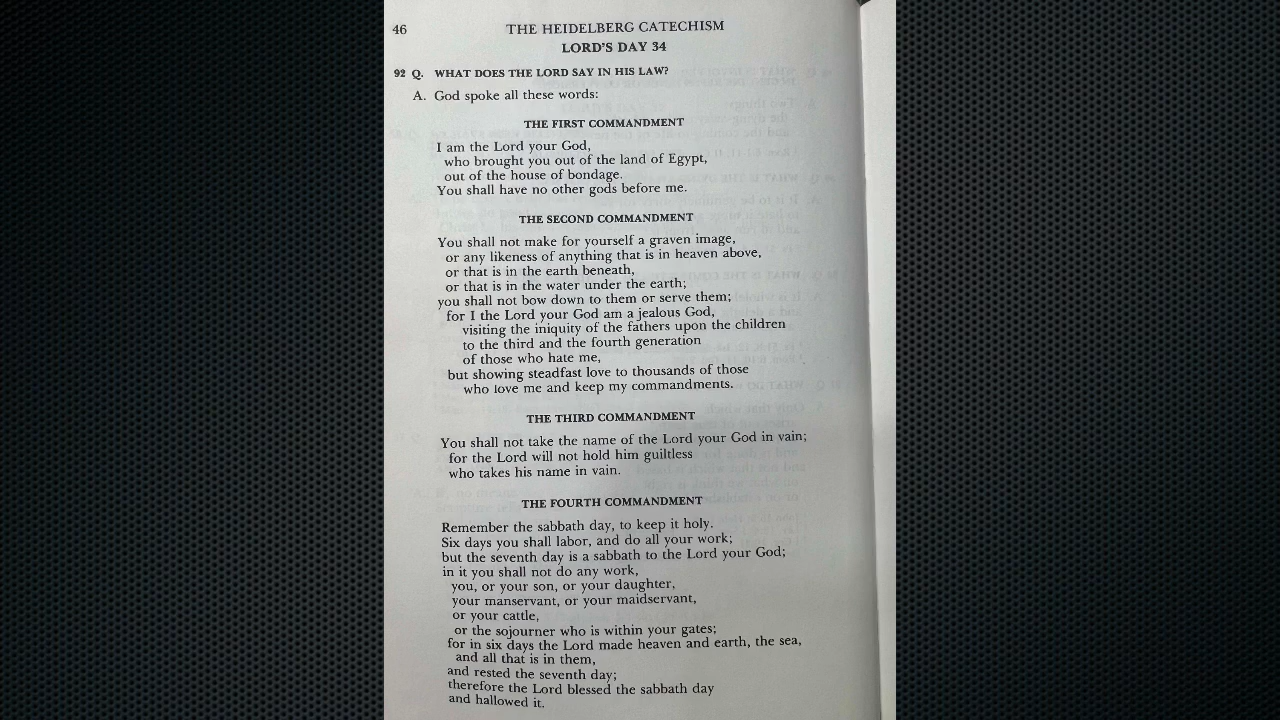 46 THE HEIDELBERG CATECHISM
LORD'S DAY 34
92 Q. WHAT DOES THE LORD SAY IN HIS LAW?
A. God spoke all these words:
THE FIRST COMMANDMENT
I am the Lord your God,
who brought you out of the land of Egypt,
out of the house of bondage.
You shall have no other gods before me.
THE SECOND COMMANDMENT
You shall not make for yourself a graven image,
or any likeness of anything that is in heaven above,
or that is in the earth beneath,
or that is in the water under the earth;
you shall not bow down to them or serve them;
for I the Lord your God am a jealous God,
visiting the iniquity of the fathers upon the children
to the third and the fourth generation
of those who hate me,
but showing steadfast love to thousands of those
who love me and keep my commandments.
THE THIRD COMMANDMENT
You shall not take the name of the Lord your God in vain;
for the Lord will not hold him guiltless
who takes his name in vain.
THE FOURTH COMMANDMENT
Remember the sabbath day, to keep it holy.
Six days you shall labor, and do all your work;
but the seventh day is a sabbath to the Lord your God;
in it you shall not do any work,
you, or your son, or your daughter,
your manservant, or your maidservant,
or your cattle,
or the sojourner who is within your gates;
for in six days the Lord made heaven and earth, the sea,
and all that is in them,
and rested the seventh day;
therefore the Lord blessed the sabbath day
and hallowed it.